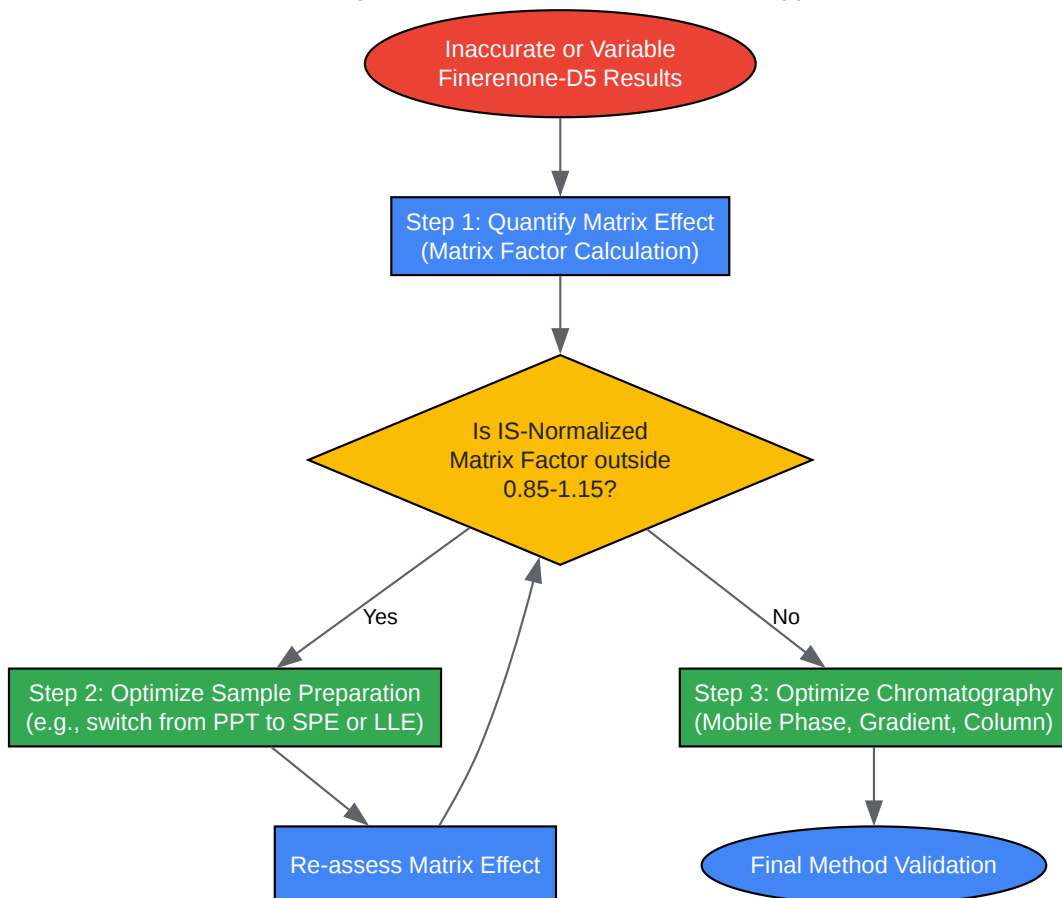 Inaccurate or Variable
Finerenone-D5 Results
Step 1: Quantify Matrix Effect
(Matrix Factor Calculation)
Is IS-Normalized
Matrix Factor outside
0.85-1.15?
Yes
No
Step 2: Optimize Sample Preparation
(e.g., switch from PPT to SPE or LLE)
Step 3: Optimize Chromatography
(Mobile Phase, Gradient, Column)
Re-assess Matrix Effect
Final Method Validation